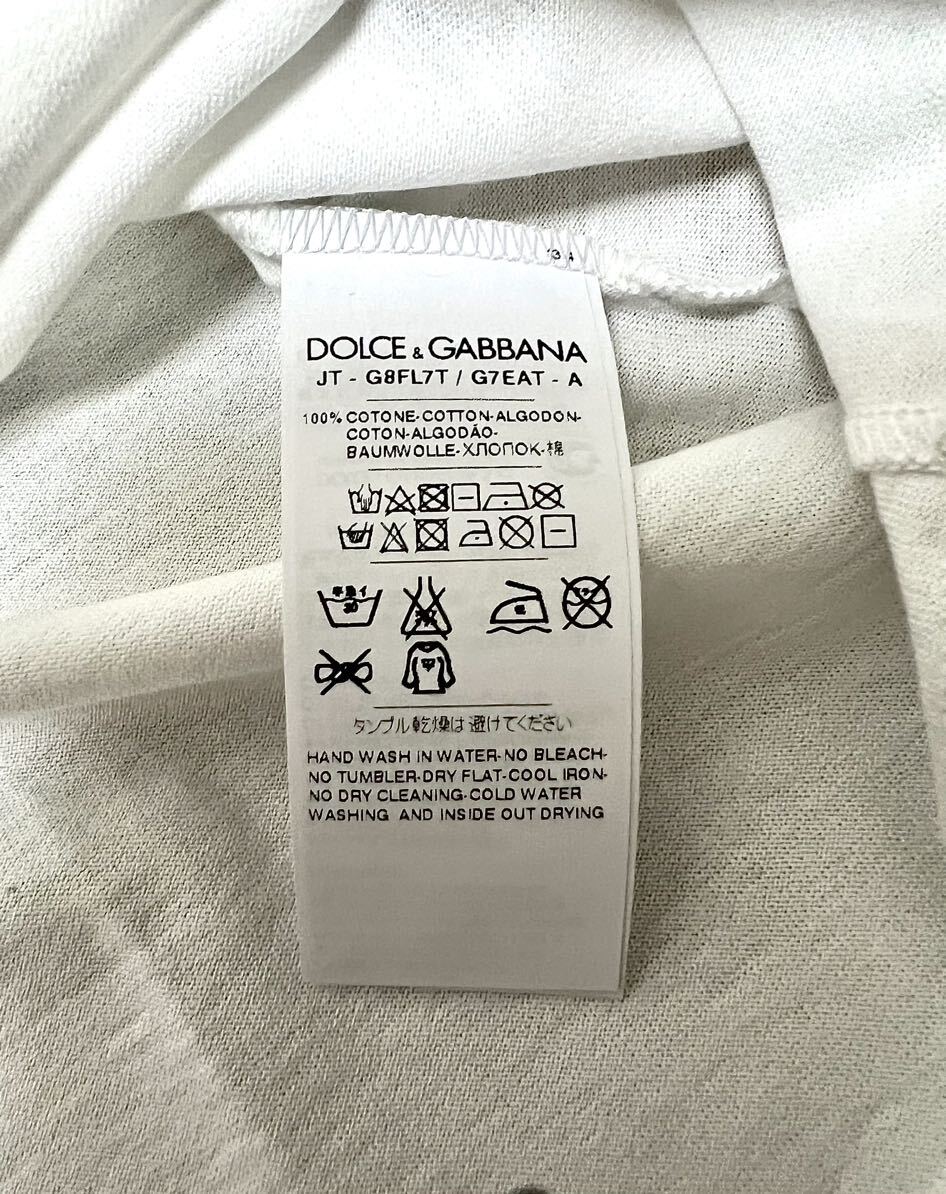 DOLCE & GABBANA
JT - G8FL7T / G7EAT - A
100% COTONE-COTTON-ALGODON-
COTON-ALGODÃO-
BAUMWOLLE-ХЛОПОК-棉
30
タンブル乾燥は避けてください
HAND WASH IN WATER-NO BLEACH-
NO TUMBLER-DRY FLAT-COOL IRON-
NO DRY CLEANING-COLD WATER
WASHING AND INSIDE OUT DRYING